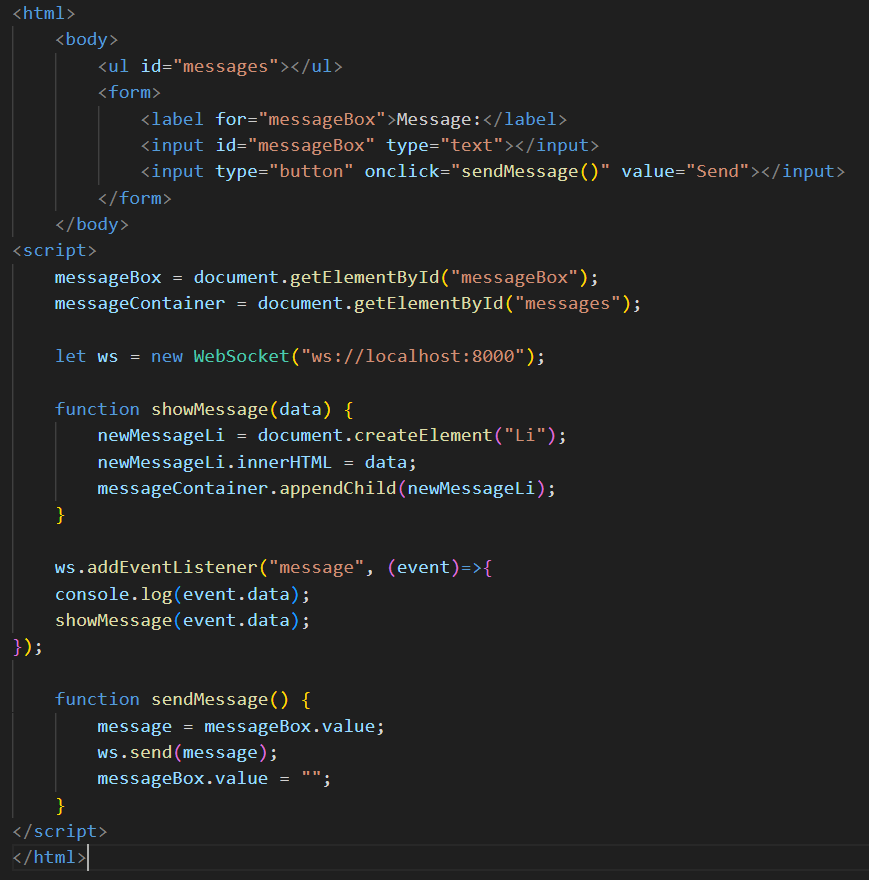 <html>
<body>
<ul id="messages"></ul>
<form>
<label for="messageBox">Message:</label>
<input id="messageBox" type="text"></input>
<input type="button" onclick="sendMessage()" value="Send"></input>
</form>
</body>
<script>
messageBox = document.getElementById("messageBox");
messageContainer = document.getElementById("messages");
let ws = new WebSocket("ws://localhost:8000");
function showMessage(data) {
newMessageLi = document.createElement("Li");
newMessageLi.innerHTML = data;
messageContainer.appendChild(newMessageLi);
}
ws.addEventListener("message", (event)=>{
console.log(event.data);
showMessage(event.data);
});
function sendMessage() {
message = messageBox.value;
ws.send(message);
messageBox.value = "";
}
</script>
</html>